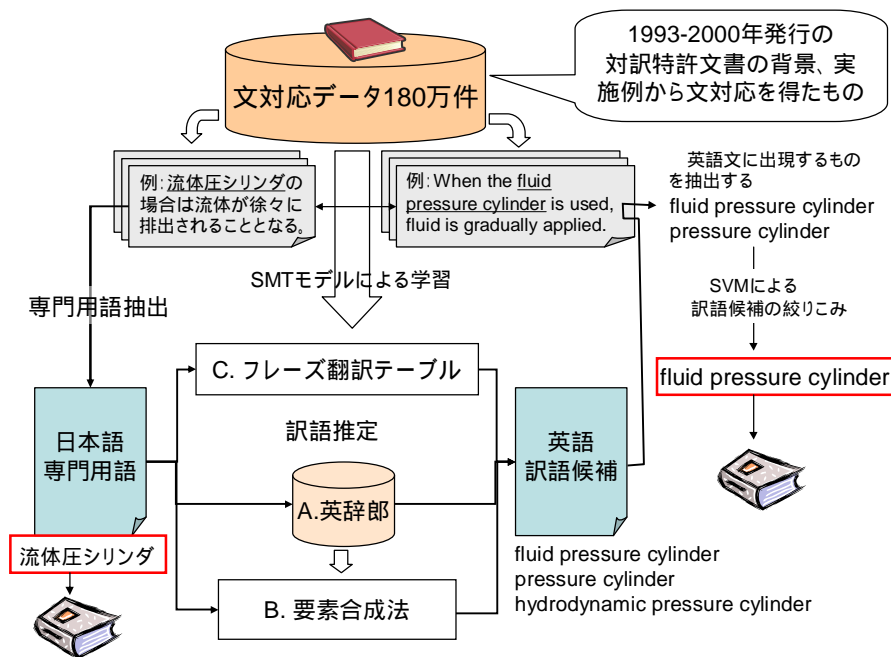 文対応データ180万件
1993-2000年発行の
対訳特許文書の背景、実
施例から文対応を得たもの
例：流体圧シリンダの
場合は流体が徐々に
排出されることとなる。
例：When the fluid
pressure cylinder is used,
fluid is gradually applied.
英語文に出現するもの
を抽出する
fluid pressure cylinder
pressure cylinder
SMTモデルによる学習
専門用語抽出
SVMによる
訳語候補の絞りこみ
fluid pressure cylinder
C. フレーズ翻訳テーブル
日本語
専門用語
訳語推定
英語
訳語候補
A.英辞郎
流体圧シリンダ
B. 要素合成法
fluid pressure cylinder
pressure cylinder
hydrodynamic pressure cylinder